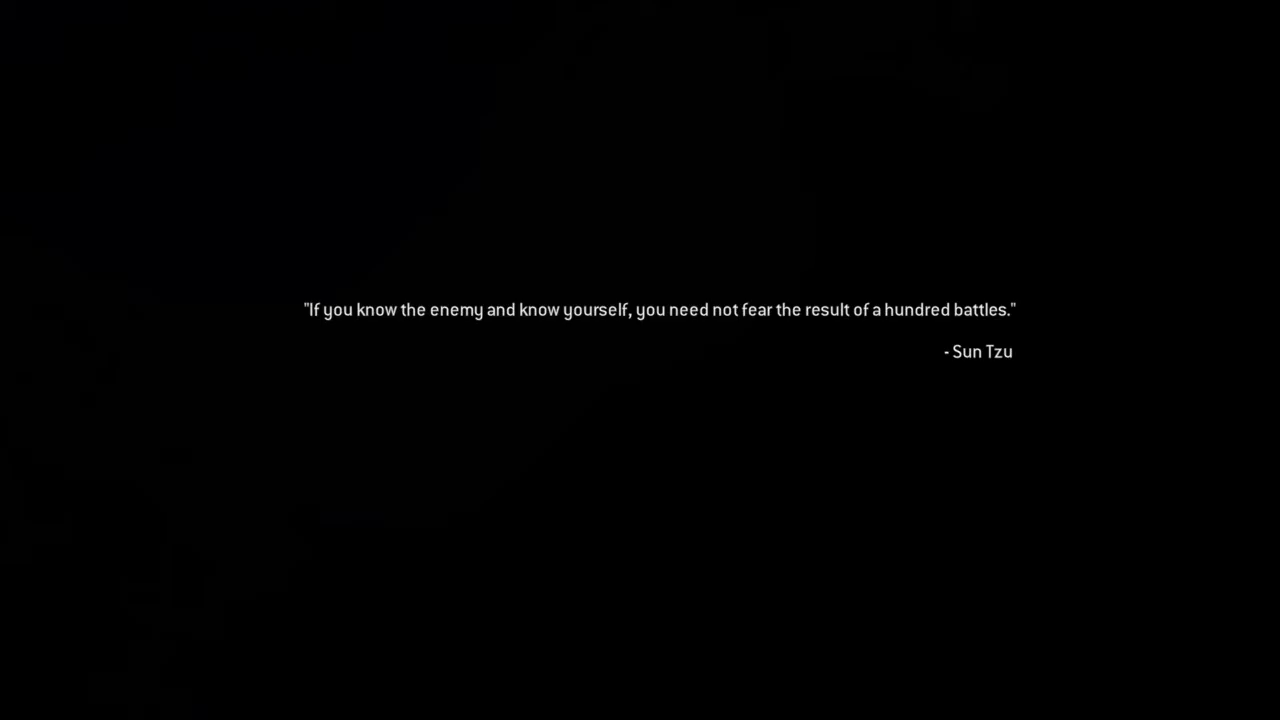 "If you know the enemy and know yourself, you need not fear the result of a hundred battles."
- Sun Tzu